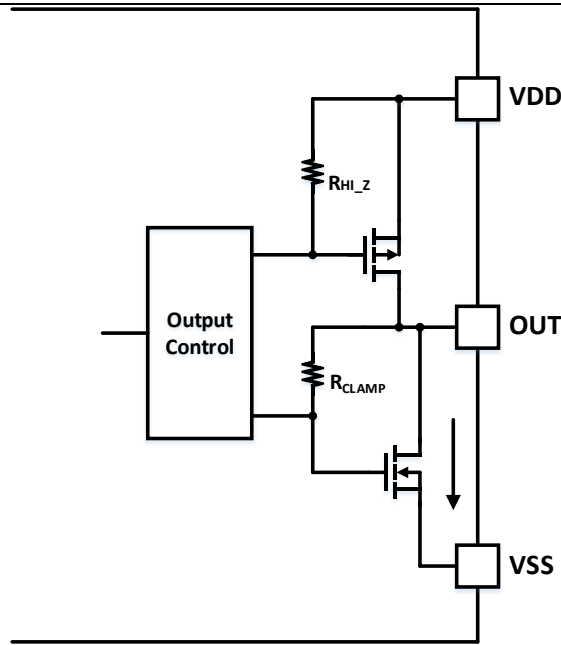 VDD
RHI_Z
Output
Control
OUT
RCLAMP
VSS